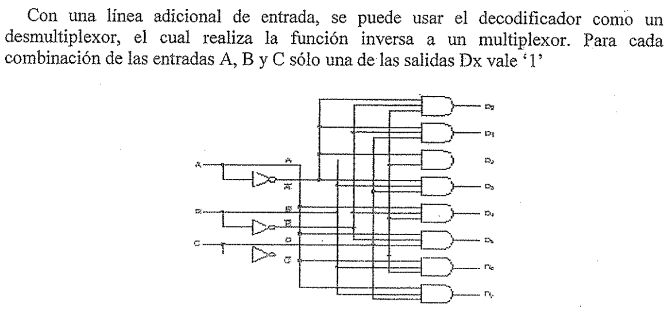 Con una línea adicional de entrada, se puede usar el decodificador como un
desmultiplexor, el cual realiza la función inversa a un multiplexor. Para cada
combinación de las entradas A, B y C sólo una de las salidas Dx vale ‘1’
D₀
D₁
A
A
D₂
A̅
D₃
B
B
D₄
B̅
C
C
D₅
C̅
D₆
D₇